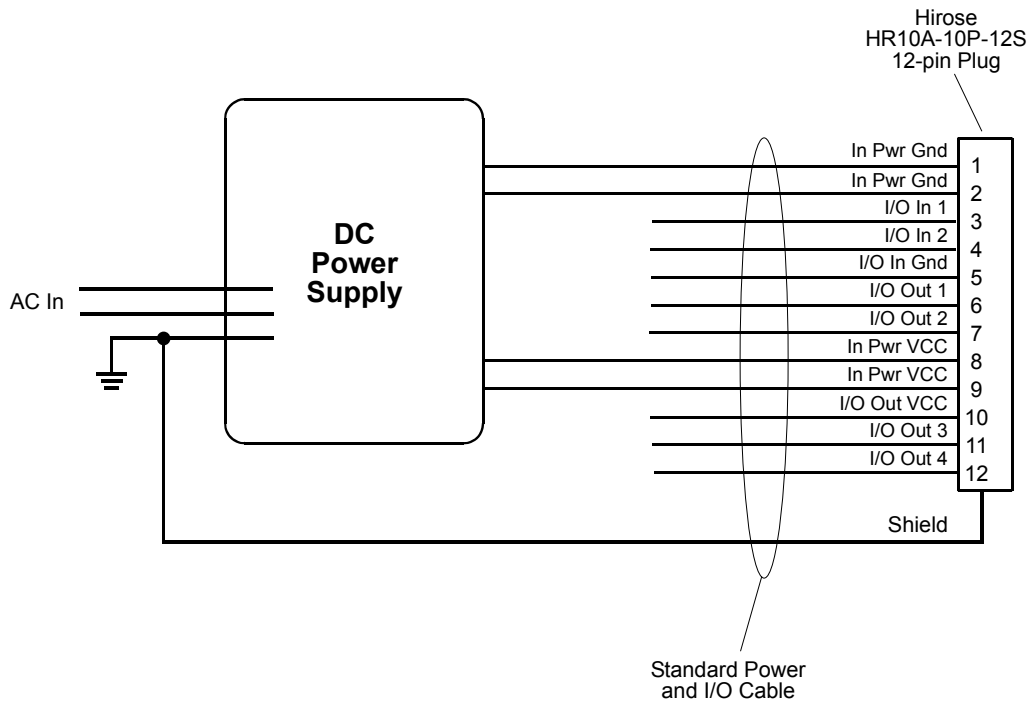 Hirose
HR10A-10P-12S
12-pin Plug
In Pwr Gnd 1
In Pwr Gnd 2
I/O In 1 3
I/O In 2 4
I/O In Gnd 5
I/O Out 1 6
I/O Out 2 7
In Pwr VCC 8
In Pwr VCC 9
I/O Out VCC 10
I/O Out 3 11
I/O Out 4 12
Shield
DC
Power
Supply
AC In
Standard Power
and I/O Cable